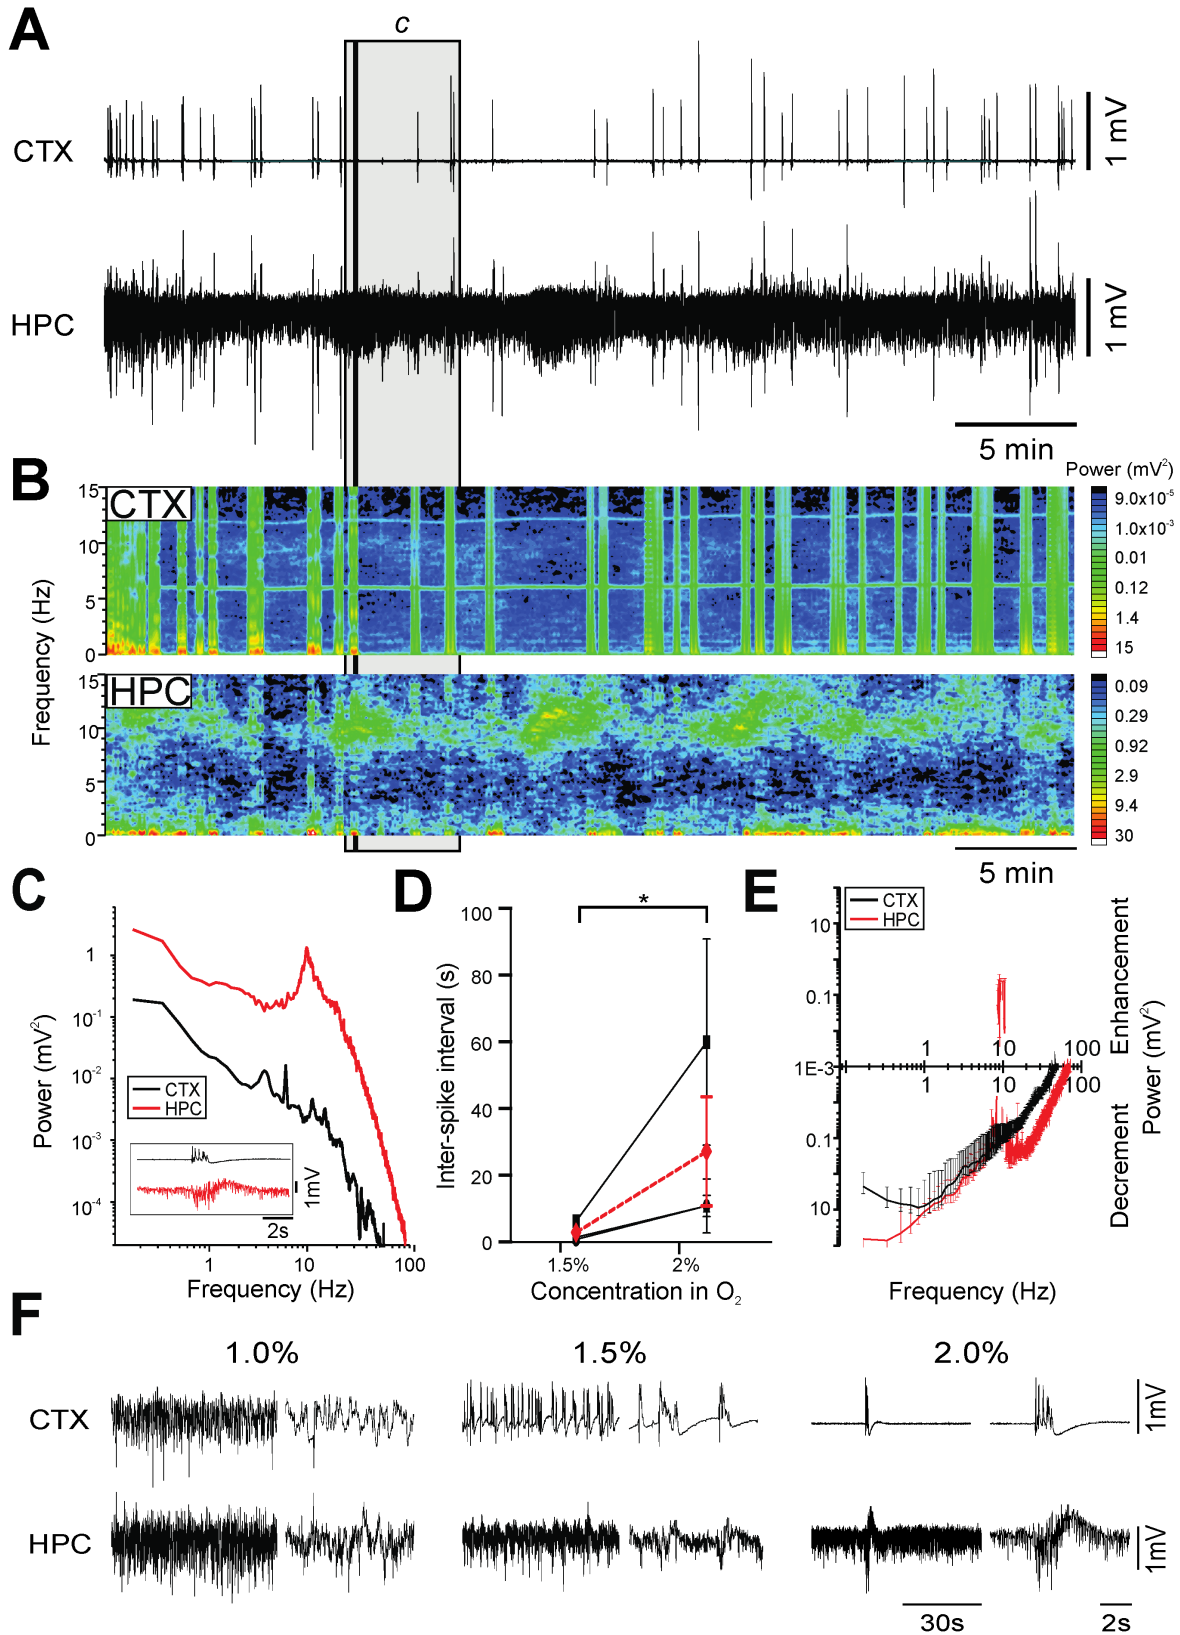 A
c
CTX
1 mV
HPC
1 mV
5 min
B
Power (mV²)
CTX
15
10
5
0
9.0x10⁻⁵
1.0x10⁻³
0.01
0.12
1.4
15
Frequency (Hz)
HPC
15
10
5
0
0.09
0.29
0.92
2.9
9.4
30
5 min
C
Power (mV²)
1
10⁻¹
10⁻²
10⁻³
10⁻⁴
CTX
HPC
1mV
2s
1 10 100
Frequency (Hz)
D
*
Inter-spike interval (s)
100
80
60
40
20
0
1.5% 2%
Concentration in O₂
E
CTX
HPC
10
0.1
1E-3
0.1
10
1 10 100
1 10 100
Enhancement
Decrement
Power (mV²)
Frequency (Hz)
F
1.0% 1.5% 2.0%
CTX
1mV
HPC
1mV
30s 2s